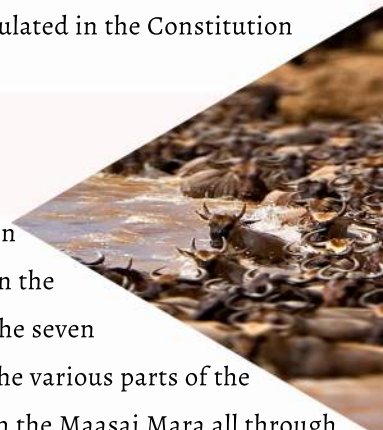 ulated in the Constitution
n
n the
he seven
he various parts of the
n the Maasai Mara all through